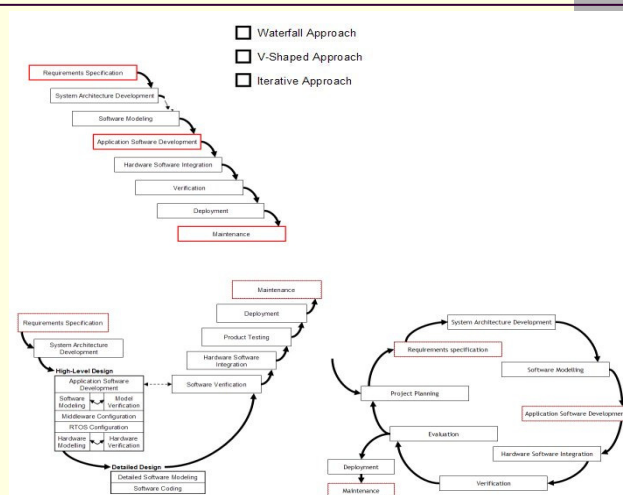 Waterfall Approach
V-Shaped Approach
Iterative Approach
Requirements Specification
System Architecture Development
Software Modeling
Application Software Development
Hardware Software Integration
Verification
Deployment
Maintenance
Requirements Specification
System Architecture
Development
High-Level Design
Application Software
Development
Software
Modeling
Model
Verification
Middleware Configuration
RTOS Configuration
Hardware
Modelling
Hardware
Verification
Detailed Design
Detailed Software Modeling
Software Coding
Software Verification
Hardware Software
Integration
Product Testing
Deployment
Maintenance
System Architecture Development
Requirements specification
Software Modelling
Project Planning
Application Software Development
Evaluation
Hardware Software Integration
Verification
Deployment
Maintenance